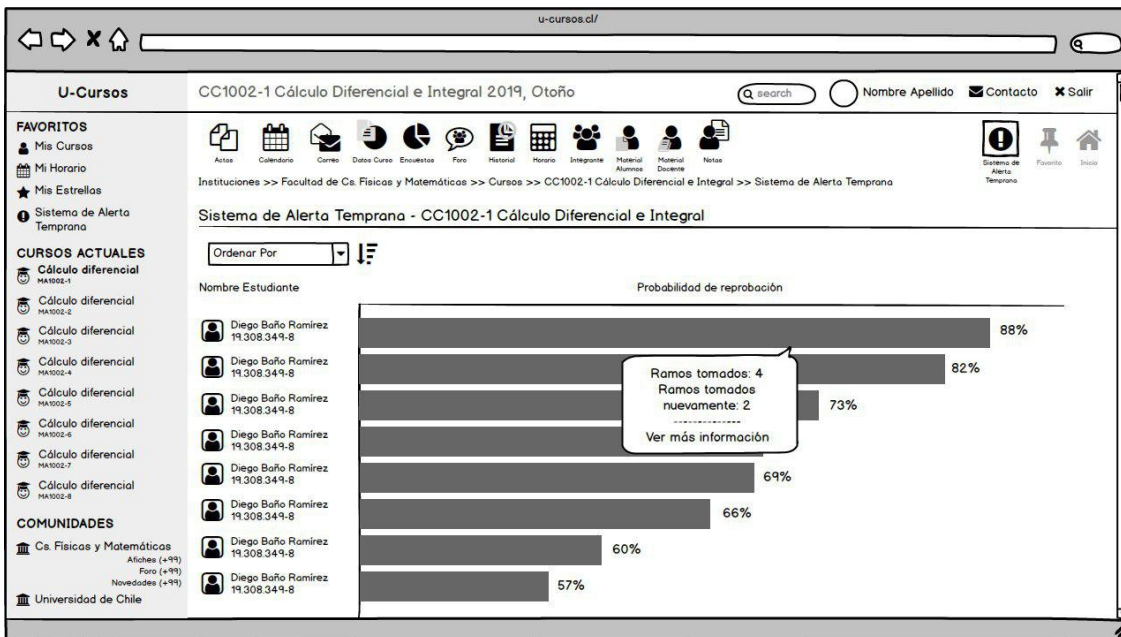 u-cursos.cl/
U-Cursos
CC1002-1 Cálculo Diferencial e Integral 2019, Otoño
search
Nombre Apellido
Contacto
Salir
FAVORITOS
Mis Cursos
Mi Horario
Mis Estrellas
Sistema de Alerta
Temprana
CURSOS ACTUALES
Cálculo diferencial
MA1002-1
Cálculo diferencial
MA1002-2
Cálculo diferencial
MA1002-3
Cálculo diferencial
MA1002-4
Cálculo diferencial
MA1002-5
Cálculo diferencial
MA1002-6
Cálculo diferencial
MA1002-7
Cálculo diferencial
MA1002-8
COMUNIDADES
Cs. Físicas y Matemáticas
Afiches (+99)
Foro (+99)
Novedades (+99)
Universidad de Chile
Actas
Calendario
Correo
Datos Curso
Encuestas
Foro
Historial
Horario
Integrante
Material
Alumnos
Material
Docente
Notas
Sistema de
Alerta
Temprana
Favorito
Inicio
Instituciones >> Facultad de Cs. Físicas y Matemáticas >> Cursos >> CC1002-1 Cálculo Diferencial e Integral >> Sistema de Alerta Temprana
Sistema de Alerta Temprana - CC1002-1 Cálculo Diferencial e Integral
Ordenar Por
Nombre Estudiante
Probabilidad de reprobación
Diego Baño Ramírez
19.308.349-8
88%
Diego Baño Ramírez
19.308.349-8
82%
Diego Baño Ramírez
19.308.349-8
73%
Diego Baño Ramírez
19.308.349-8
Diego Baño Ramírez
19.308.349-8
69%
Diego Baño Ramírez
19.308.349-8
66%
Diego Baño Ramírez
19.308.349-8
60%
Diego Baño Ramírez
19.308.349-8
57%
Ramos tomados: 4
Ramos tomados
nuevamente: 2
-------------
Ver más información